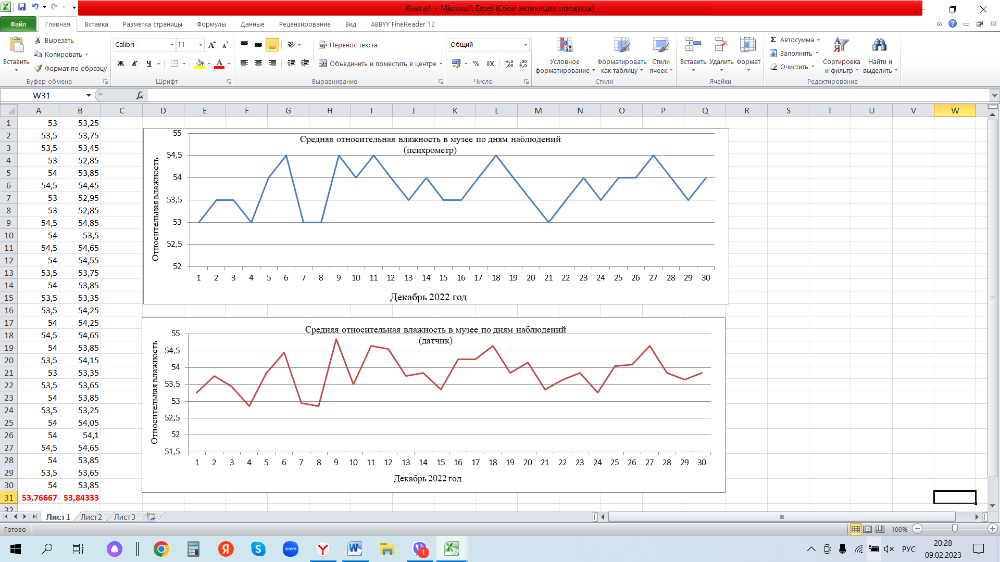 Книга1 - Microsoft Excel (Сбой активации продукта)
Файл Главная Вставка Разметка страницы Формулы Данные Рецензирование Вид ABBYY FineReader 12
Вставить
Вырезать
Копировать
Формат по образцу
Буфер обмена
Calibri 11
Ж К Ч А
Шрифт
Перенос текста
Объединить и поместить в центре
Выравнивание
Общий
% 000
Число
Условное форматирование
Форматировать как таблицу
Стили ячеек
Стили
Вставить Удалить Формат
Ячейки
Σ Автосумма
Заполнить
Очистить
Сортировка и фильтр
Найти и выделить
Редактирование
W31 fx
A B C D E F G H I J K L M N O P Q R S T U V W
1 53 53,25
2 53,5 53,75
3 53,5 53,45
4 53 52,85
5 54 53,85
6 54,5 54,45
7 53 52,95
8 53 52,85
9 54,5 54,85
10 54 53,5
11 54,5 54,65
12 54 54,55
13 53,5 53,75
14 54 53,85
15 53,5 53,35
16 53,5 54,25
17 54 54,25
18 54,5 54,65
19 54 53,85
20 53,5 54,15
21 53 53,35
22 53,5 53,65
23 54 53,85
24 53,5 53,25
25 54 54,05
26 54 54,1
27 54,5 54,65
28 54 53,85
29 53,5 53,65
30 54 53,85
31 53,76667 53,84333
32
Средняя относительная влажность в музее по дням наблюдений
(психрометр)
Относительная влажность
55
54,5
54
53,5
53
52,5
52
1 2 3 4 5 6 7 8 9 10 11 12 13 14 15 16 17 18 19 20 21 22 23 24 25 26 27 28 29 30
Декабрь 2022 год
Средняя относительная влажность в музее по дням наблюдений
(датчик)
Относительная влажность
55
54,5
54
53,5
53
52,5
52
51,5
1 2 3 4 5 6 7 8 9 10 11 12 13 14 15 16 17 18 19 20 21 22 23 24 25 26 27 28 29 30
Декабрь 2022 год
Лист1 Лист2 Лист3
Готово 100%
zoom
1
РУС
20:28
09.02.2023